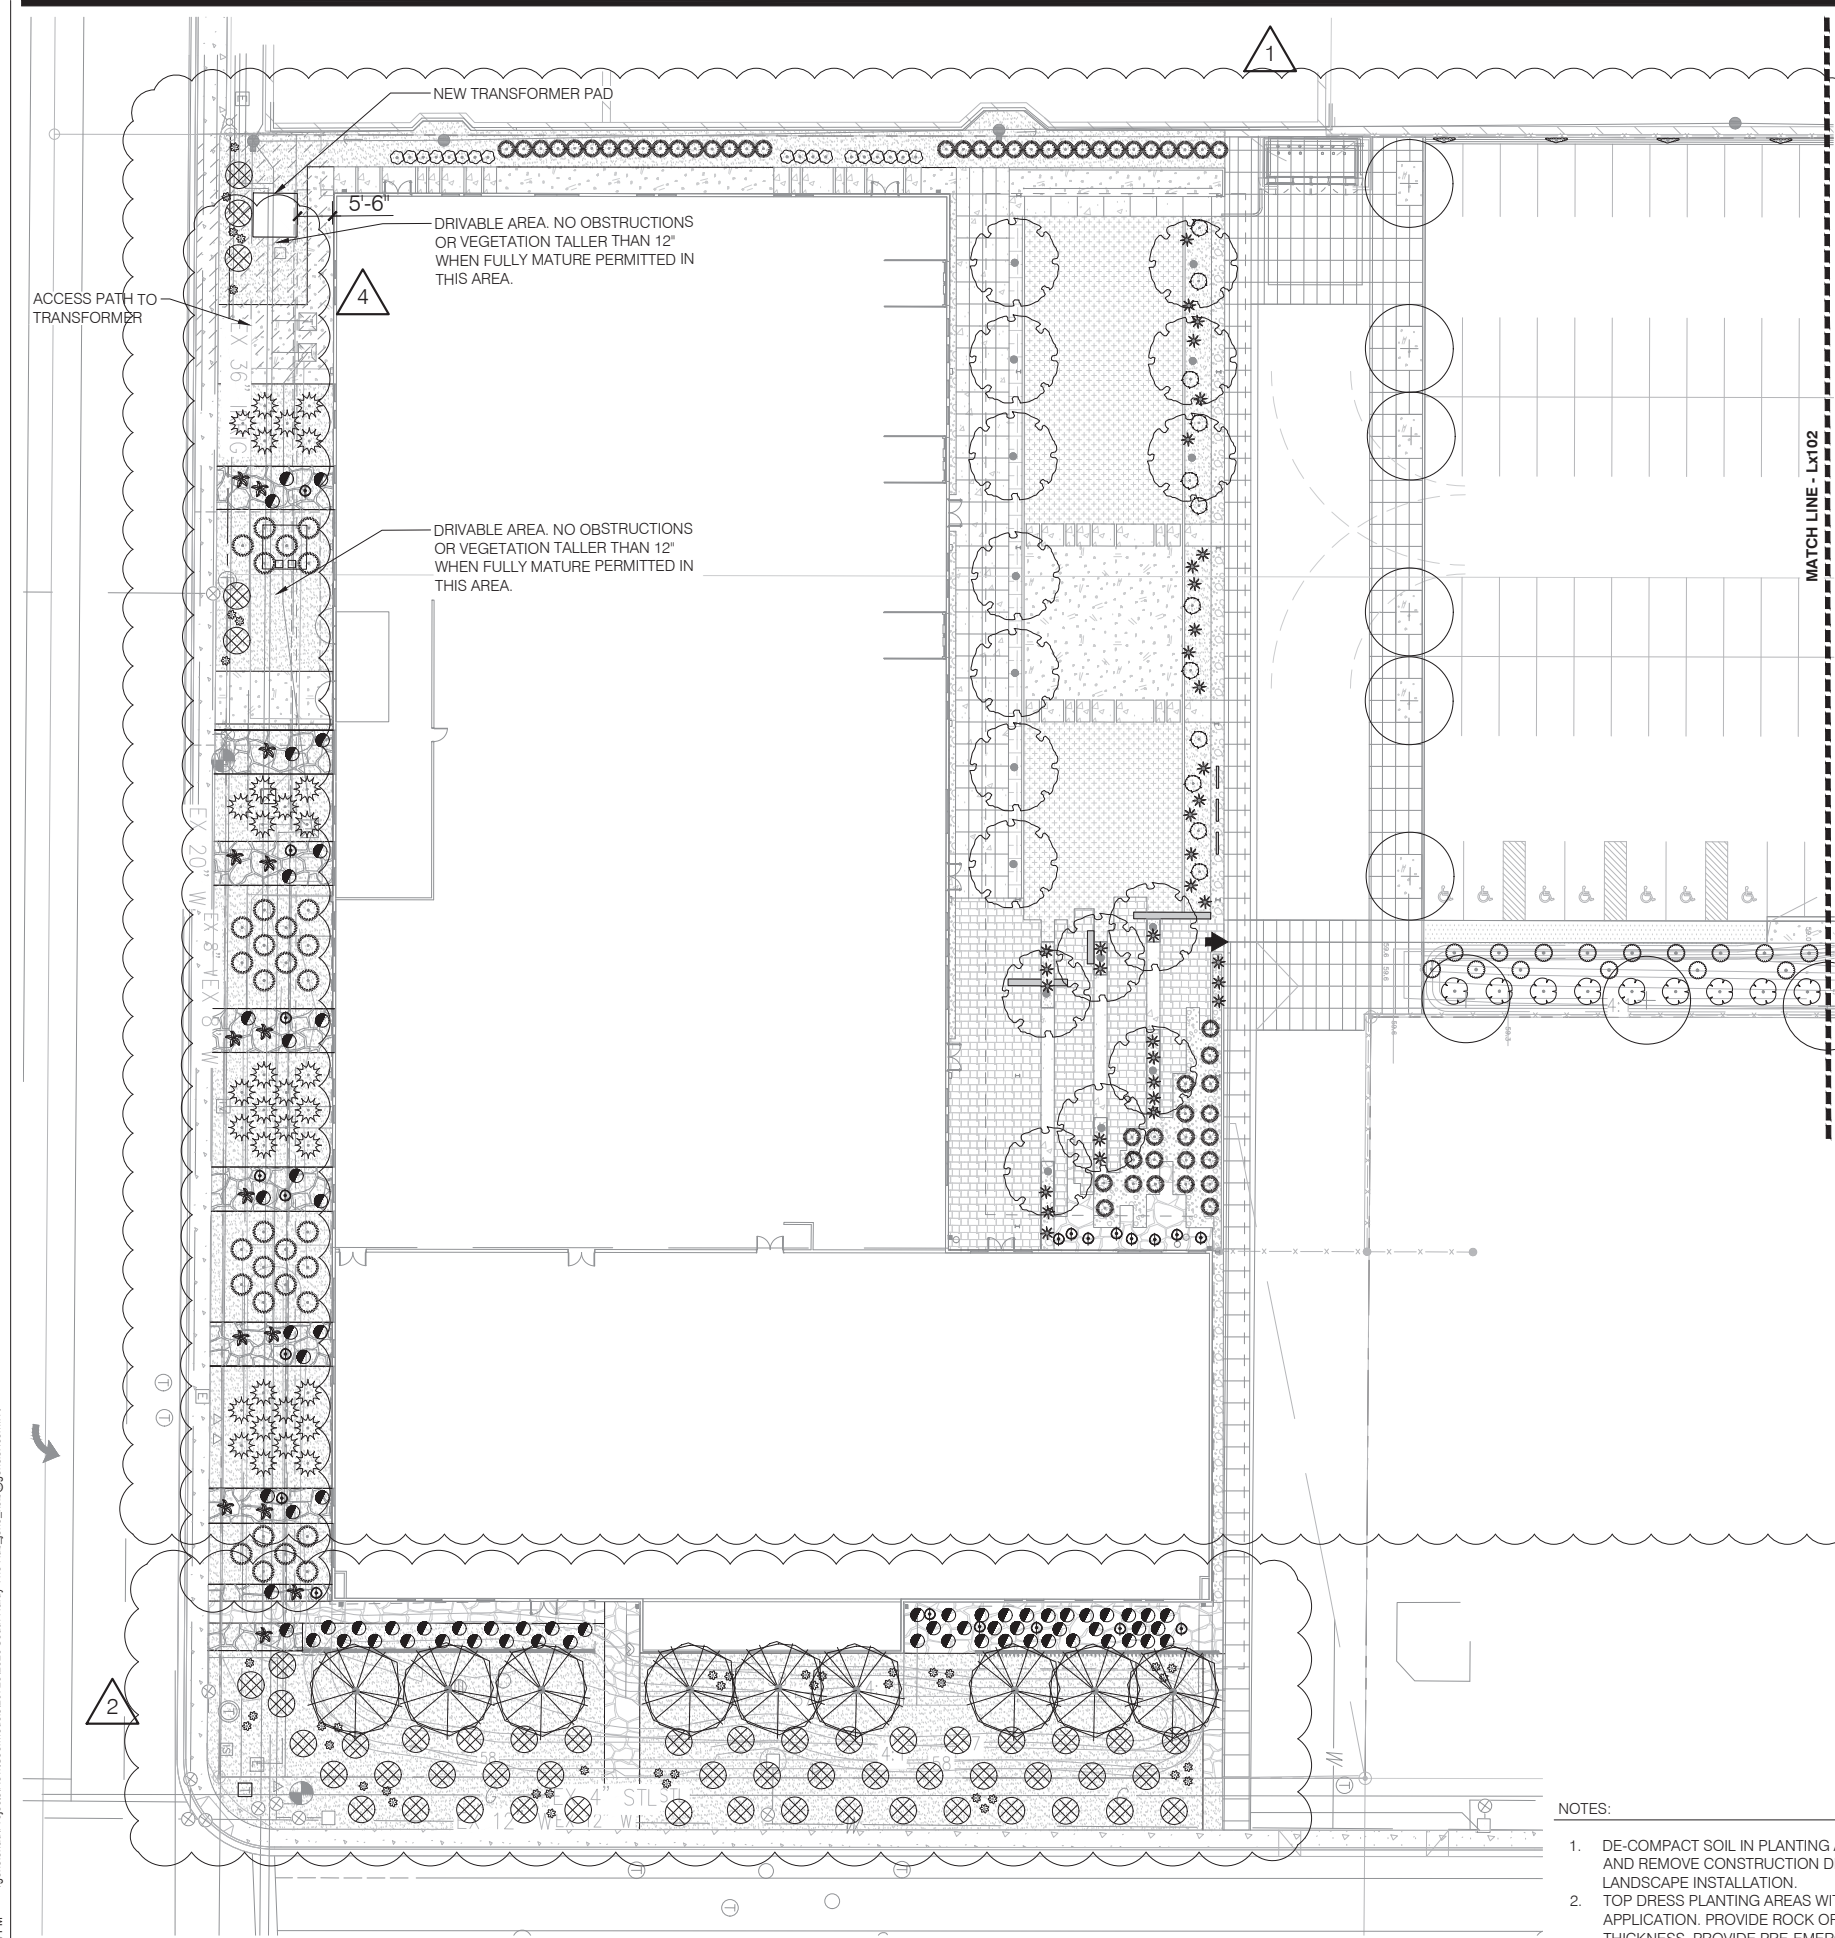 1
NEW TRANSFORMER PAD
5'-6"
DRIVABLE AREA. NO OBSTRUCTIONS
OR VEGETATION TALLER THAN 12"
WHEN FULLY MATURE PERMITTED IN
THIS AREA.
4
ACCESS PATH TO
TRANSFORMER
EX 36"
MATCH LINE - Lx102
DRIVABLE AREA. NO OBSTRUCTIONS
OR VEGETATION TALLER THAN 12"
WHEN FULLY MATURE PERMITTED IN
THIS AREA.
EX 20" W
EX 8" W
EX 8" W
2
58
58
4" STL
EX 12" W
EX 12" W
W
NOTES:
1. DE-COMPACT SOIL IN PLANTING
AND REMOVE CONSTRUCTION
LANDSCAPE INSTALLATION.
2. TOP DRESS PLANTING AREAS
APPLICATION. PROVIDE ROCK